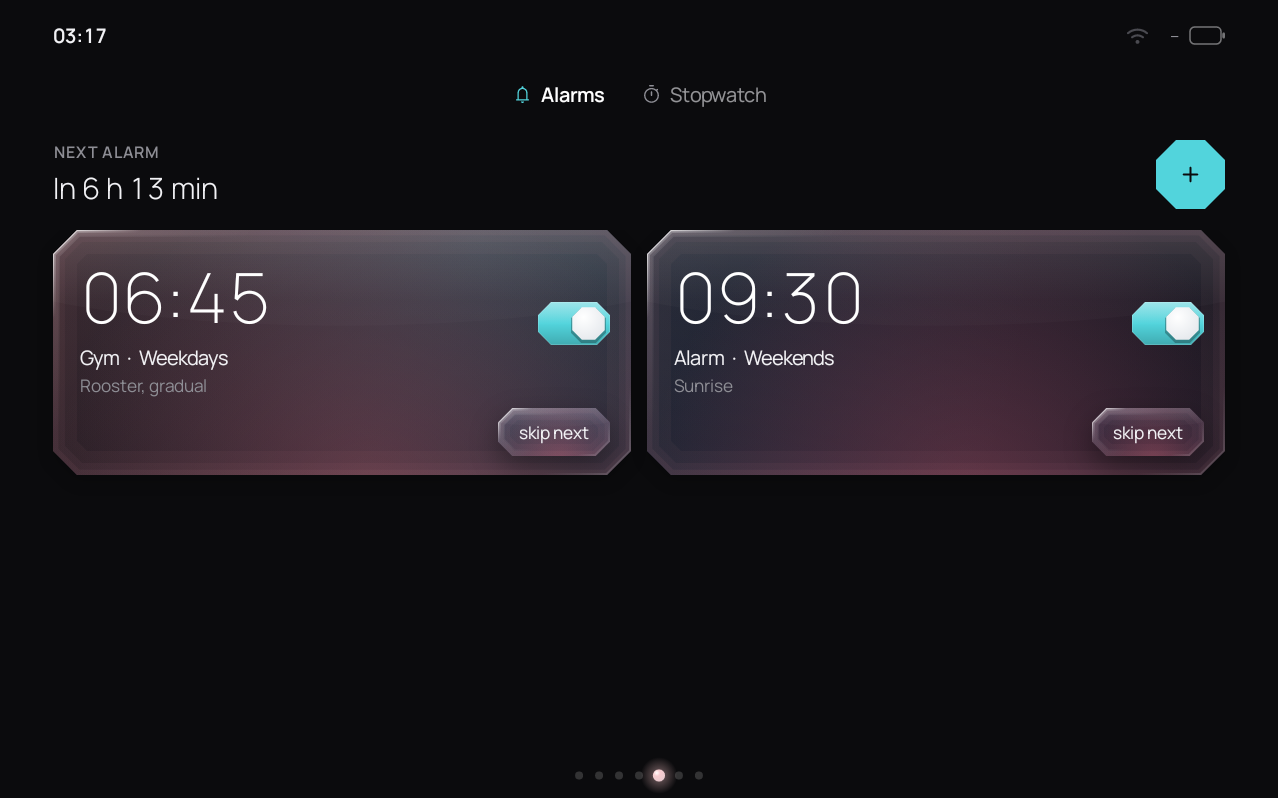 03:17
–
Alarms
Stopwatch
NEXT ALARM
In 6 h 13 min
+
06:45
Gym · Weekdays
Rooster, gradual
skip next
09:30
Alarm · Weekends
Sunrise
skip next